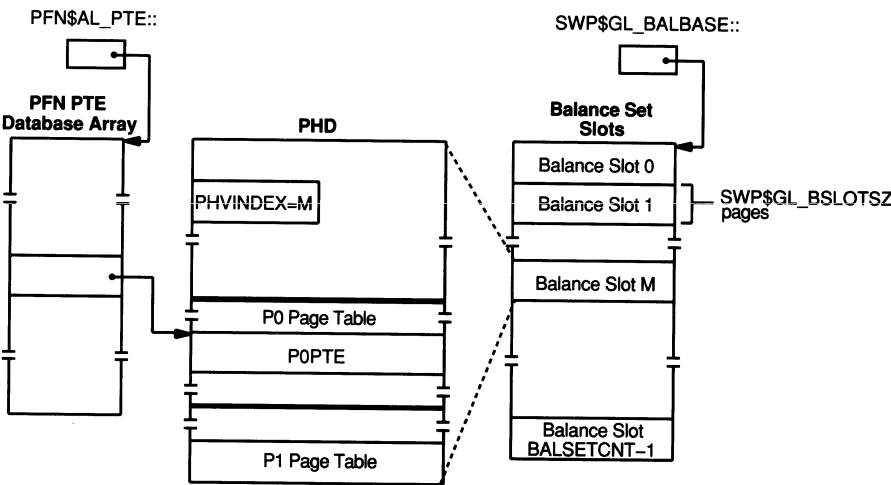 PFN$AL_PTE::
SWP$GL_BALBASE::
PFN PTE
Database Array
PHD
Balance Set
Slots
Balance Slot 0
PHVINDEX=M
Balance Slot 1
SWP$GL_BSLOTSZ
pages
Balance Slot M
P0 Page Table
P0PTE
Balance Slot
BALSETCNT–1
P1 Page Table